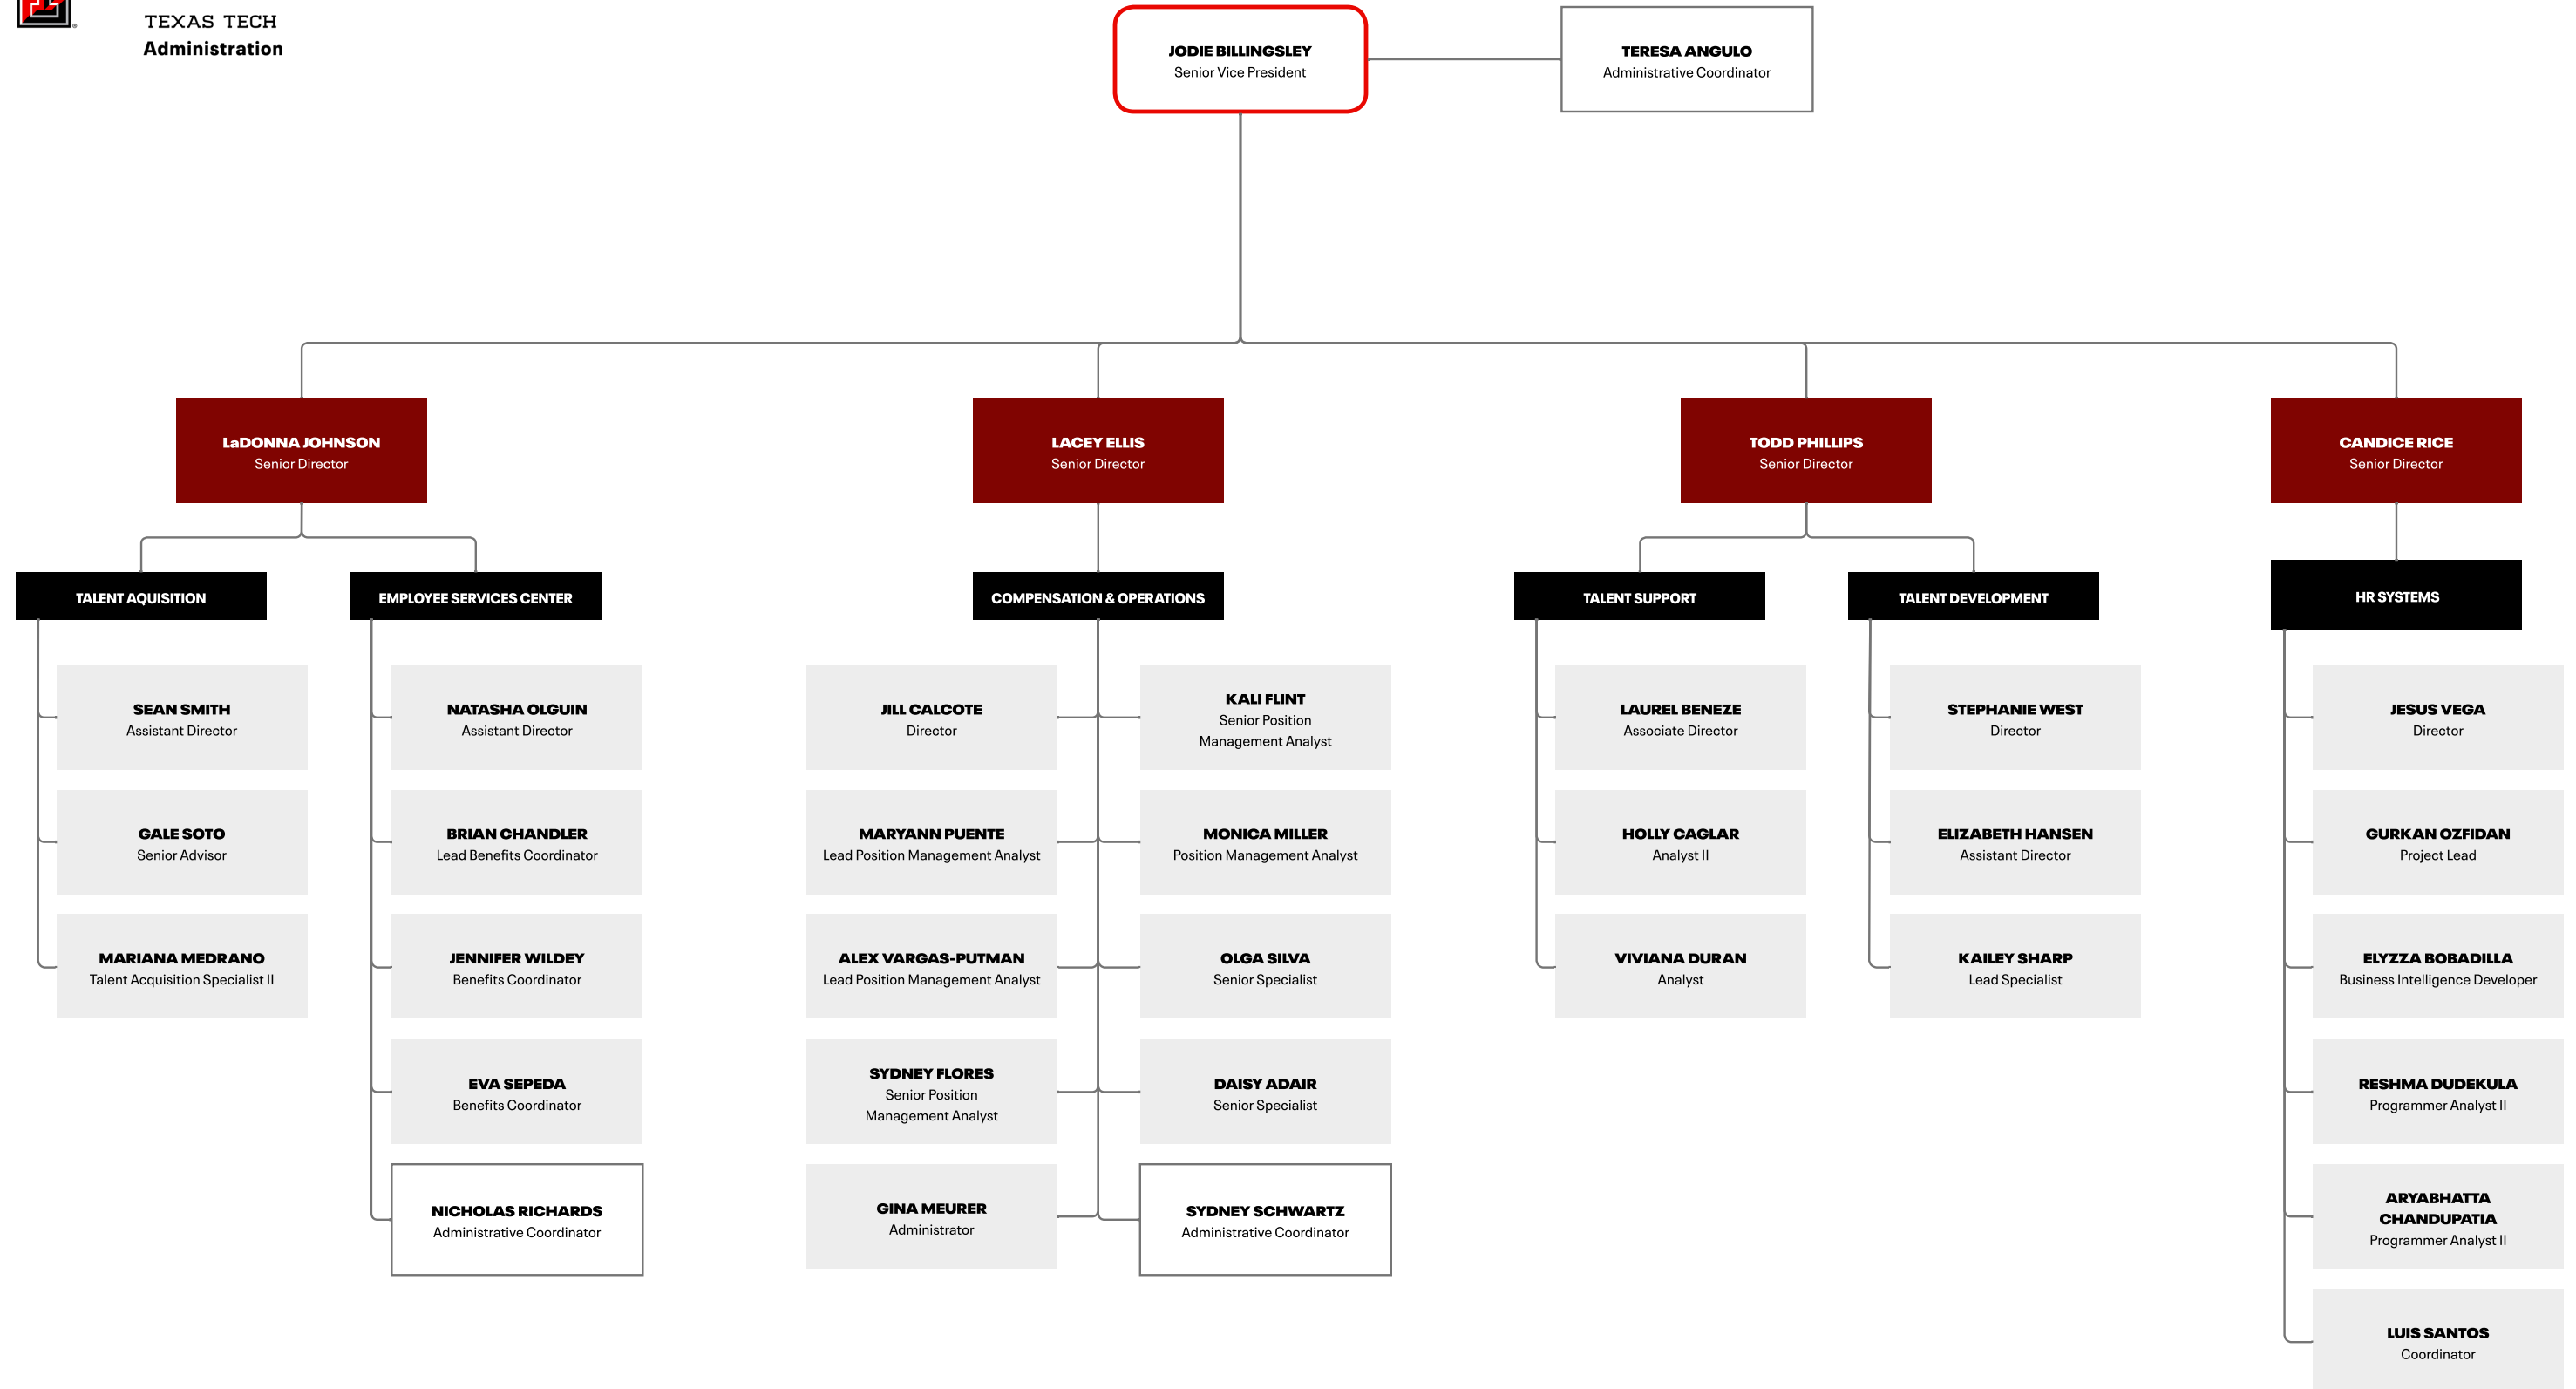 TEXAS TECH
Administration
JODIE BILLINGSLEY
Senior Vice President
TERESA ANGULO
Administrative Coordinator
LaDONNA JOHNSON
Senior Director
LACEY ELLIS
Senior Director
TODD PHILLIPS
Senior Director
CANDICE RICE
Senior Director
TALENT AQUISITION
EMPLOYEE SERVICES CENTER
COMPENSATION & OPERATIONS
TALENT SUPPORT
TALENT DEVELOPMENT
HR SYSTEMS
SEAN SMITH
Assistant Director
GALE SOTO
Senior Advisor
MARIANA MEDRANO
Talent Acquisition Specialist II
NATASHA OLGUIN
Assistant Director
BRIAN CHANDLER
Lead Benefits Coordinator
JENNIFER WILDEY
Benefits Coordinator
EVA SEPEDA
Benefits Coordinator
NICHOLAS RICHARDS
Administrative Coordinator
JILL CALCOTE
Director
MARYANN PUENTE
Lead Position Management Analyst
ALEX VARGAS-PUTMAN
Lead Position Management Analyst
SYDNEY FLORES
Senior Position
Management Analyst
GINA MEURER
Administrator
KALI FLINT
Senior Position
Management Analyst
MONICA MILLER
Position Management Analyst
OLGA SILVA
Senior Specialist
DAISY ADAIR
Senior Specialist
SYDNEY SCHWARTZ
Administrative Coordinator
LAUREL BENEZE
Associate Director
HOLLY CAGLAR
Analyst II
VIVIANA DURAN
Analyst
STEPHANIE WEST
Director
ELIZABETH HANSEN
Assistant Director
KAILEY SHARP
Lead Specialist
JESUS VEGA
Director
GURKAN OZFIDAN
Project Lead
ELYZZA BOBADILLA
Business Intelligence Developer
RESHMA DUDEKULA
Programmer Analyst II
ARYABHATTA
CHANDUPATIA
Programmer Analyst II
LUIS SANTOS
Coordinator